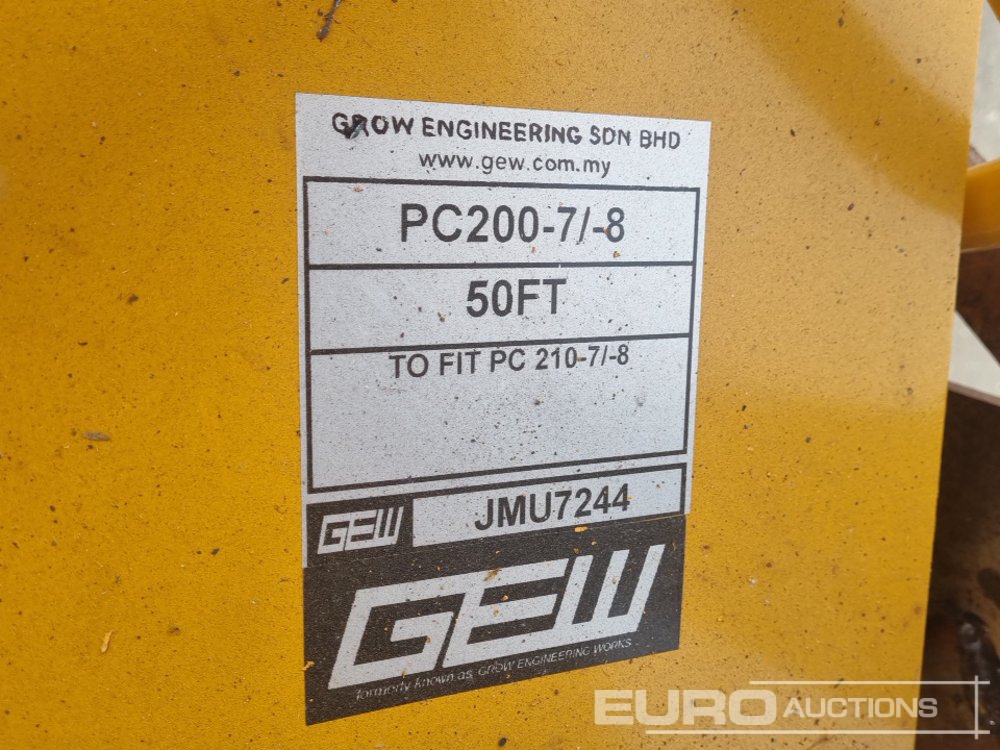 GROW ENGINEERING SDN BHD
www.gew.com.my
PC200-7/-8
50FT
TO FIT PC 210-7/-8
GEW JMU7244
GEW
formerly known as GROW ENGINEERING WORKS
EURO AUCTIONS